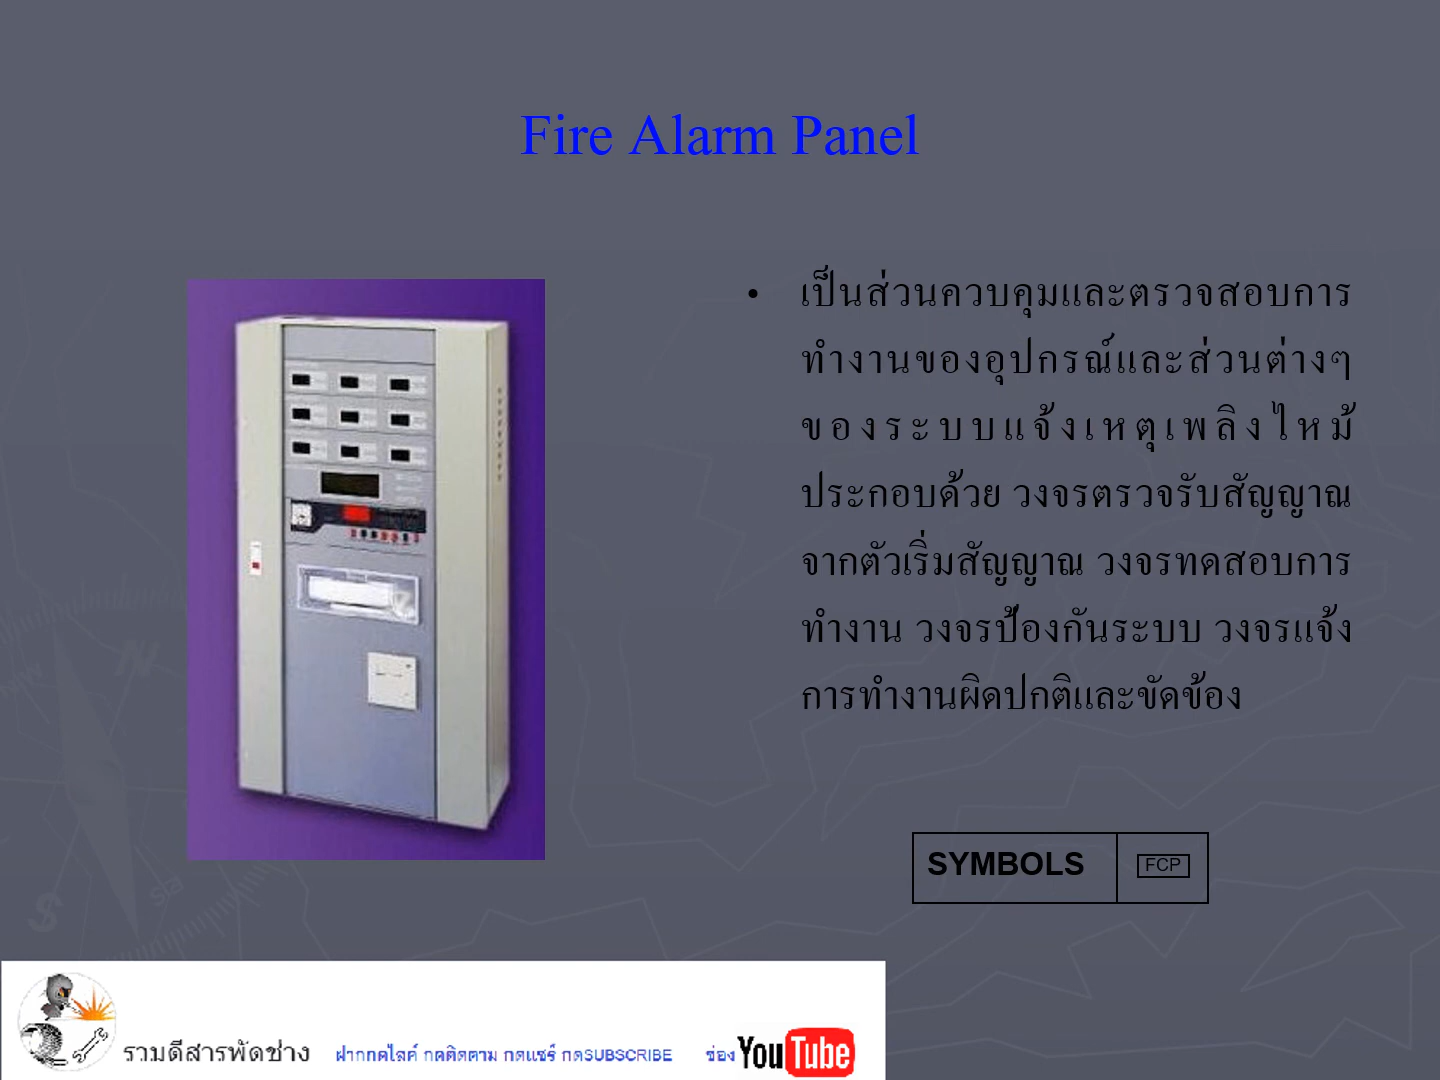 Fire Alarm Panel
• เป็นส่วนควบคุมและตรวจสอบการ
ทำงานของอุปกรณ์และส่วนต่างๆ
ของระบบแจ้งเหตุเพลิงไหม้
ประกอบด้วย วงจรตรวจรับสัญญาณ
จากตัวเริ่มสัญญาณ วงจรทดสอบการ
ทำงาน วงจรป้องกันระบบ วงจรแจ้ง
การทำงานผิดปกติและขัดข้อง
SYMBOLS FCP
รวมดีสารพัดช่าง ฝากกดไลค์ กดติดตาม กดแชร์ กดSUBSCRIBE ช่อง YouTube